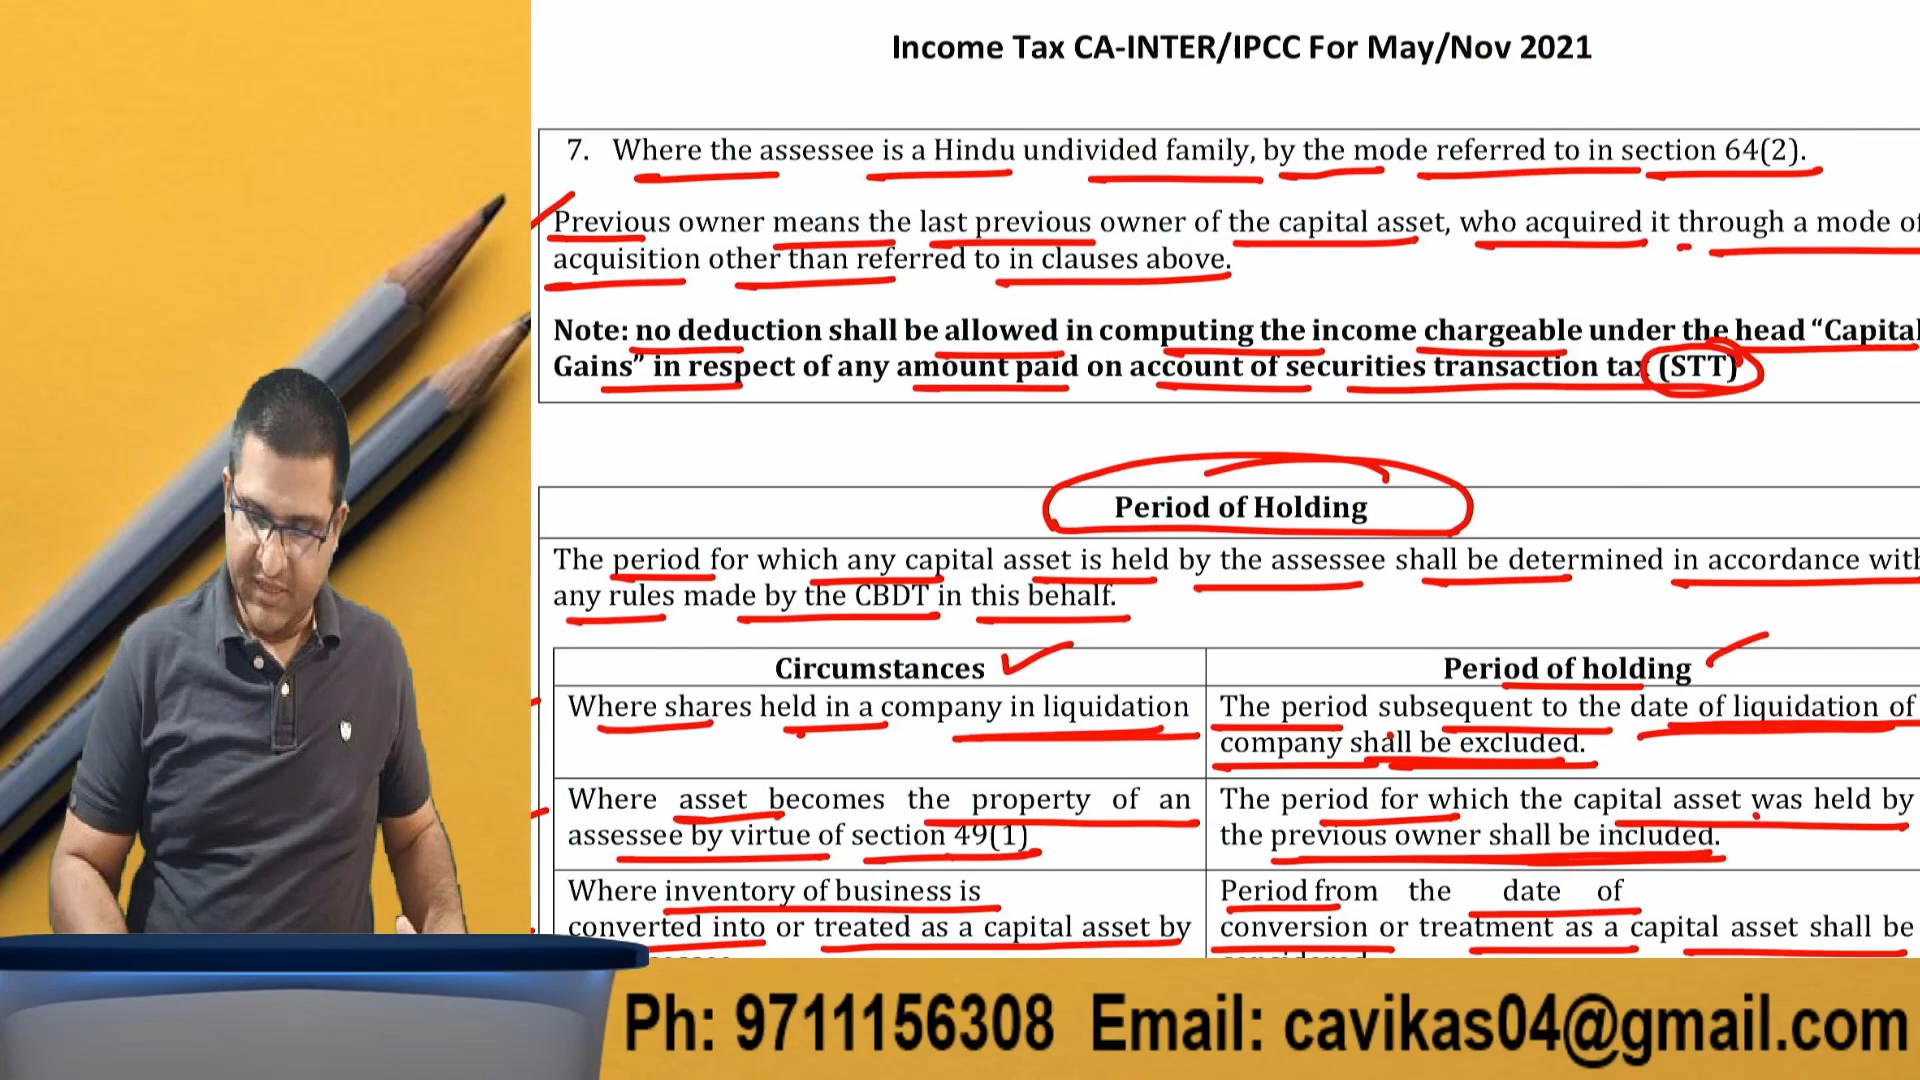 Income Tax CA-INTER/IPCC For May/Nov 2021
7. Where the assessee is a Hindu undivided family, by the mode referred to in section 64(2).
Previous owner means the last previous owner of the capital asset, who acquired it through a mode of
acquisition other than referred to in clauses above.
Note: no deduction shall be allowed in computing the income chargeable under the head “Capital
Gains” in respect of any amount paid on account of securities transaction tax (STT)
Period of Holding
The period for which any capital asset is held by the assessee shall be determined in accordance with
any rules made by the CBDT in this behalf.
Circumstances
Period of holding
Where shares held in a company in liquidation
The period subsequent to the date of liquidation of
company shall be excluded.
Where asset becomes the property of an
assessee by virtue of section 49(1)
The period for which the capital asset was held by
the previous owner shall be included.
Where inventory of business is
converted into or treated as a capital asset by
Period from the date of
conversion or treatment as a capital asset shall be
Ph: 9711156308 Email: cavikas04@gmail.com